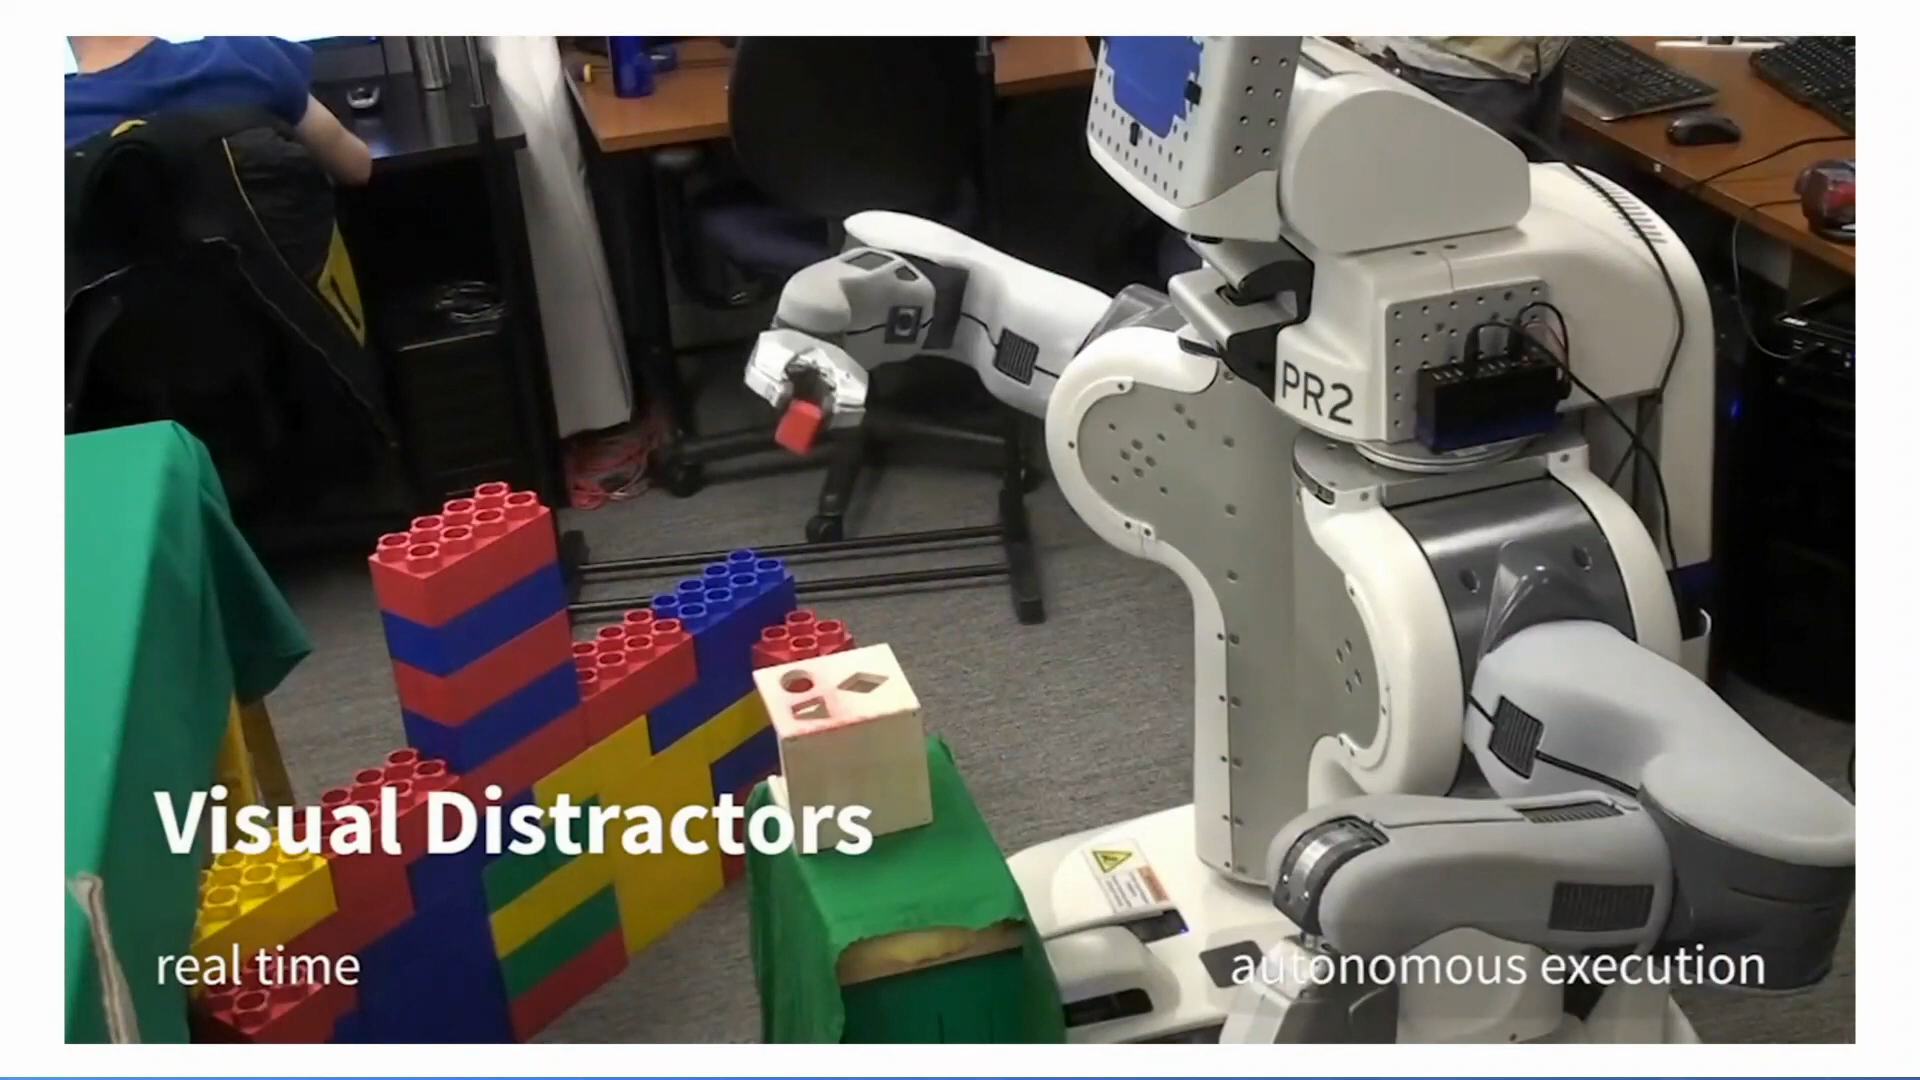 PR2
Visual Distractors
real time
autonomous execution